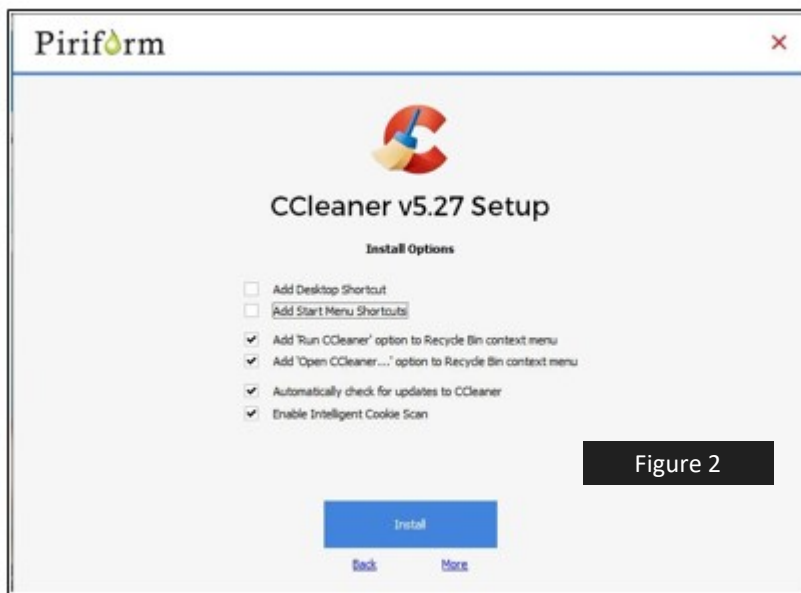 Piriform
CCleaner v5.27 Setup
Install Options
Add Desktop Shortcut
Add Start Menu Shortcuts
Add 'Run CCleaner' option to Recycle Bin context menu
Add 'Open CCleaner....' option to Recycle Bin context menu
Automatically check for updates to CCleaner
Enable Intelligent Cookie Scan
Figure 2
Install
Back More